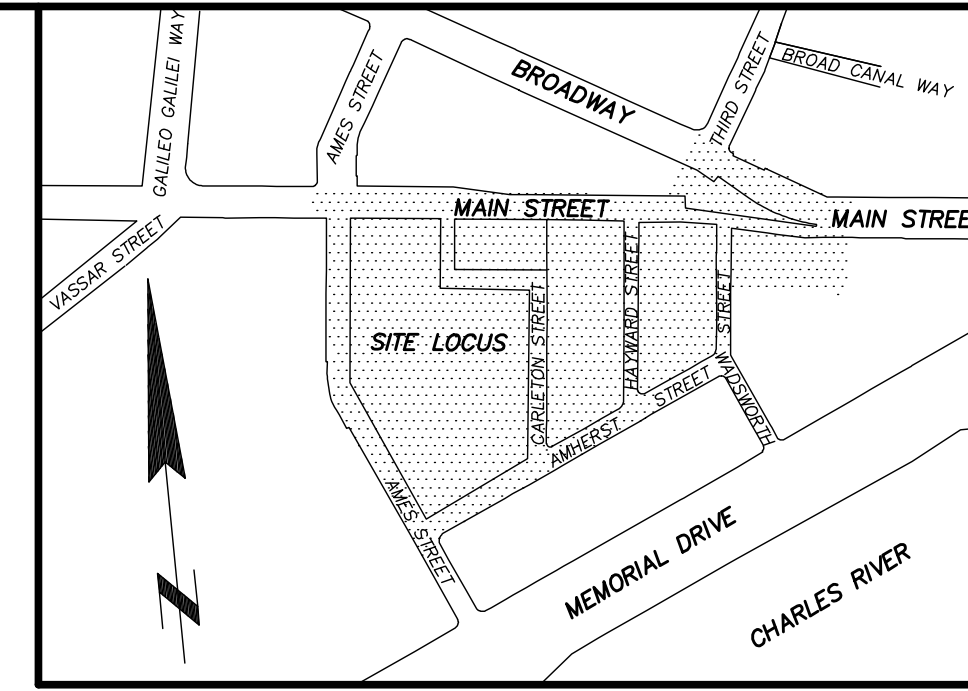 GALILEO GALILEI WAY
AMES STREET
BROADWAY
THIRD STREET
BROAD CANAL WAY
MAIN STREET
MAIN STREE
VASSAR STREET
SITE LOCUS
CARLETON STREET
HAYWARD STREET
STREET
WADSWORTH
AMHERST STREET
AMES STREET
MEMORIAL DRIVE
CHARLES RIVER
N